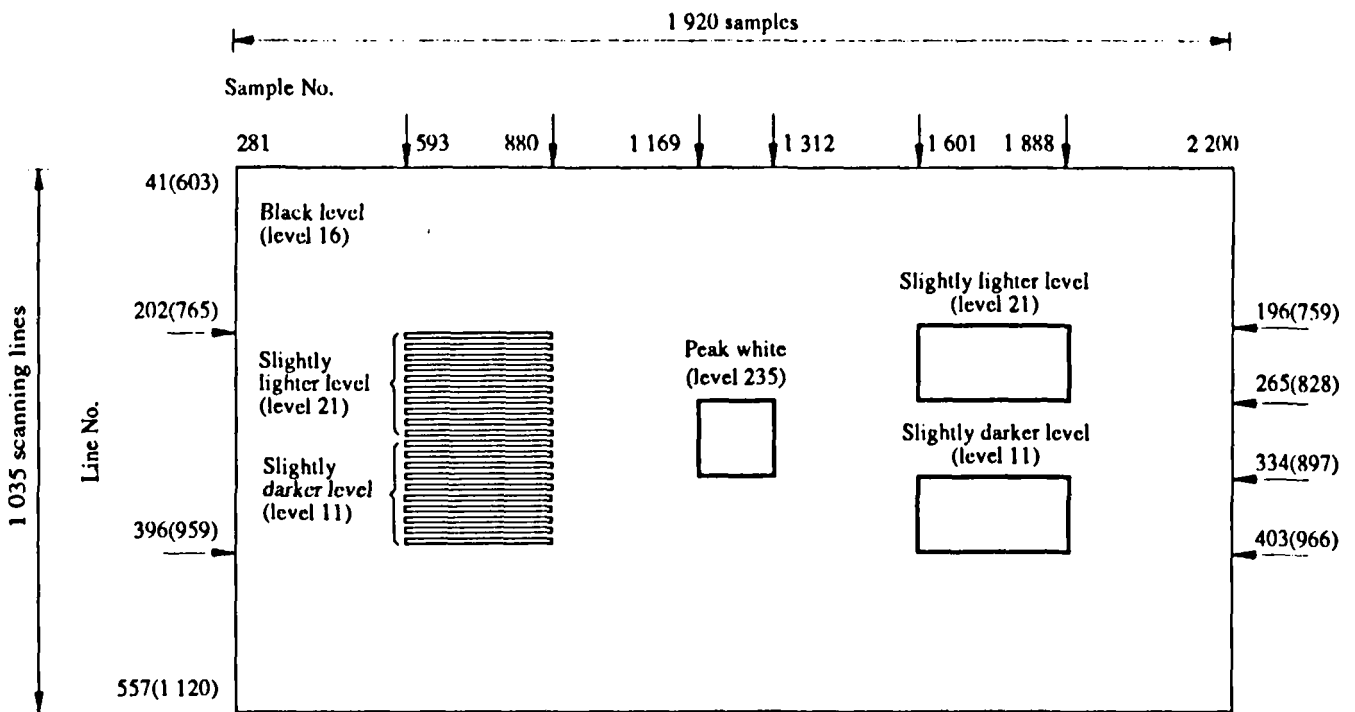 1 920 samples
Sample No.
281 593 880 1 169 1 312 1 601 1 888 2 200
1 035 scanning lines
Line No.
41(603)
Black level
(level 16)
202(765)
Slightly
lighter level
(level 21)
Slightly
darker level
(level 11)
396(959)
557(1 120)
Peak white
(level 235)
Slightly lighter level
(level 21)
Slightly darker level
(level 11)
196(759)
265(828)
334(897)
403(966)